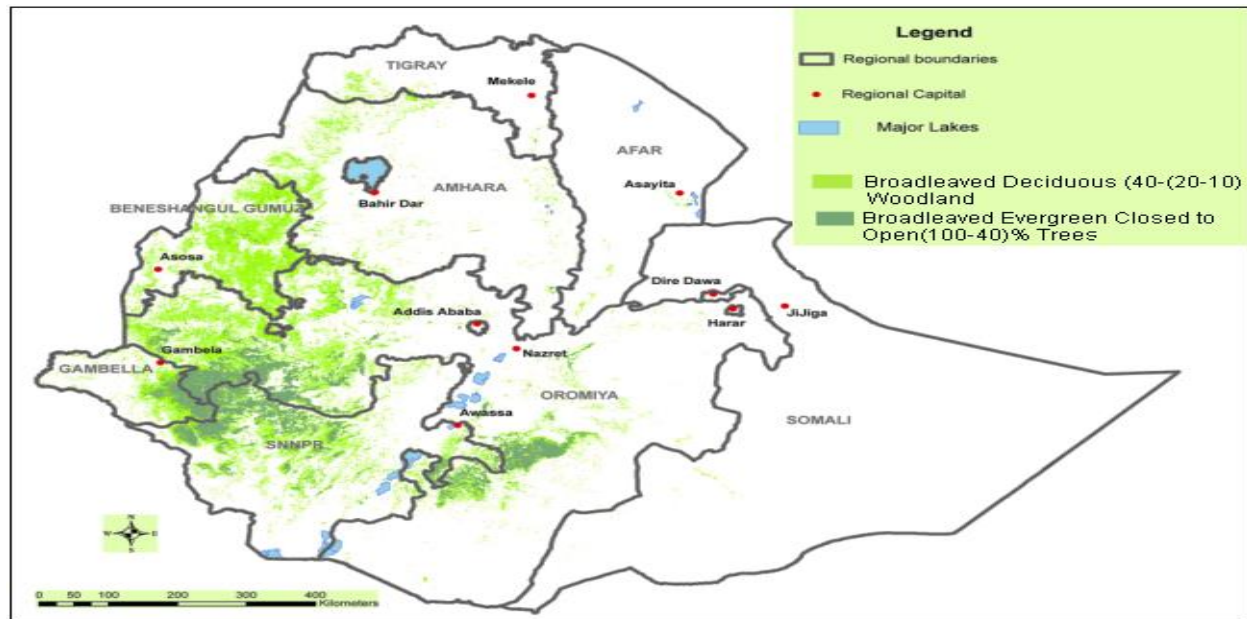 Legend
Regional boundaries
Regional Capital
Major Lakes
Broadleaved Deciduous (40-(20-10)
Woodland
Broadleaved Evergreen Closed to
Open(100-40)% Trees
TIGRAY
Mekele
AFAR
Asayita
AMHARA
Bahir Dar
BENESHANGUL GUMUZ
Asosa
Dire Dawa
Harar
JiJiga
Addis Ababa
Nazret
Gambela
GAMBELLA
OROMIYA
SOMALI
Awassa
SNNPR
N
W E
S
0 50 100 200 300 400
Kilometers